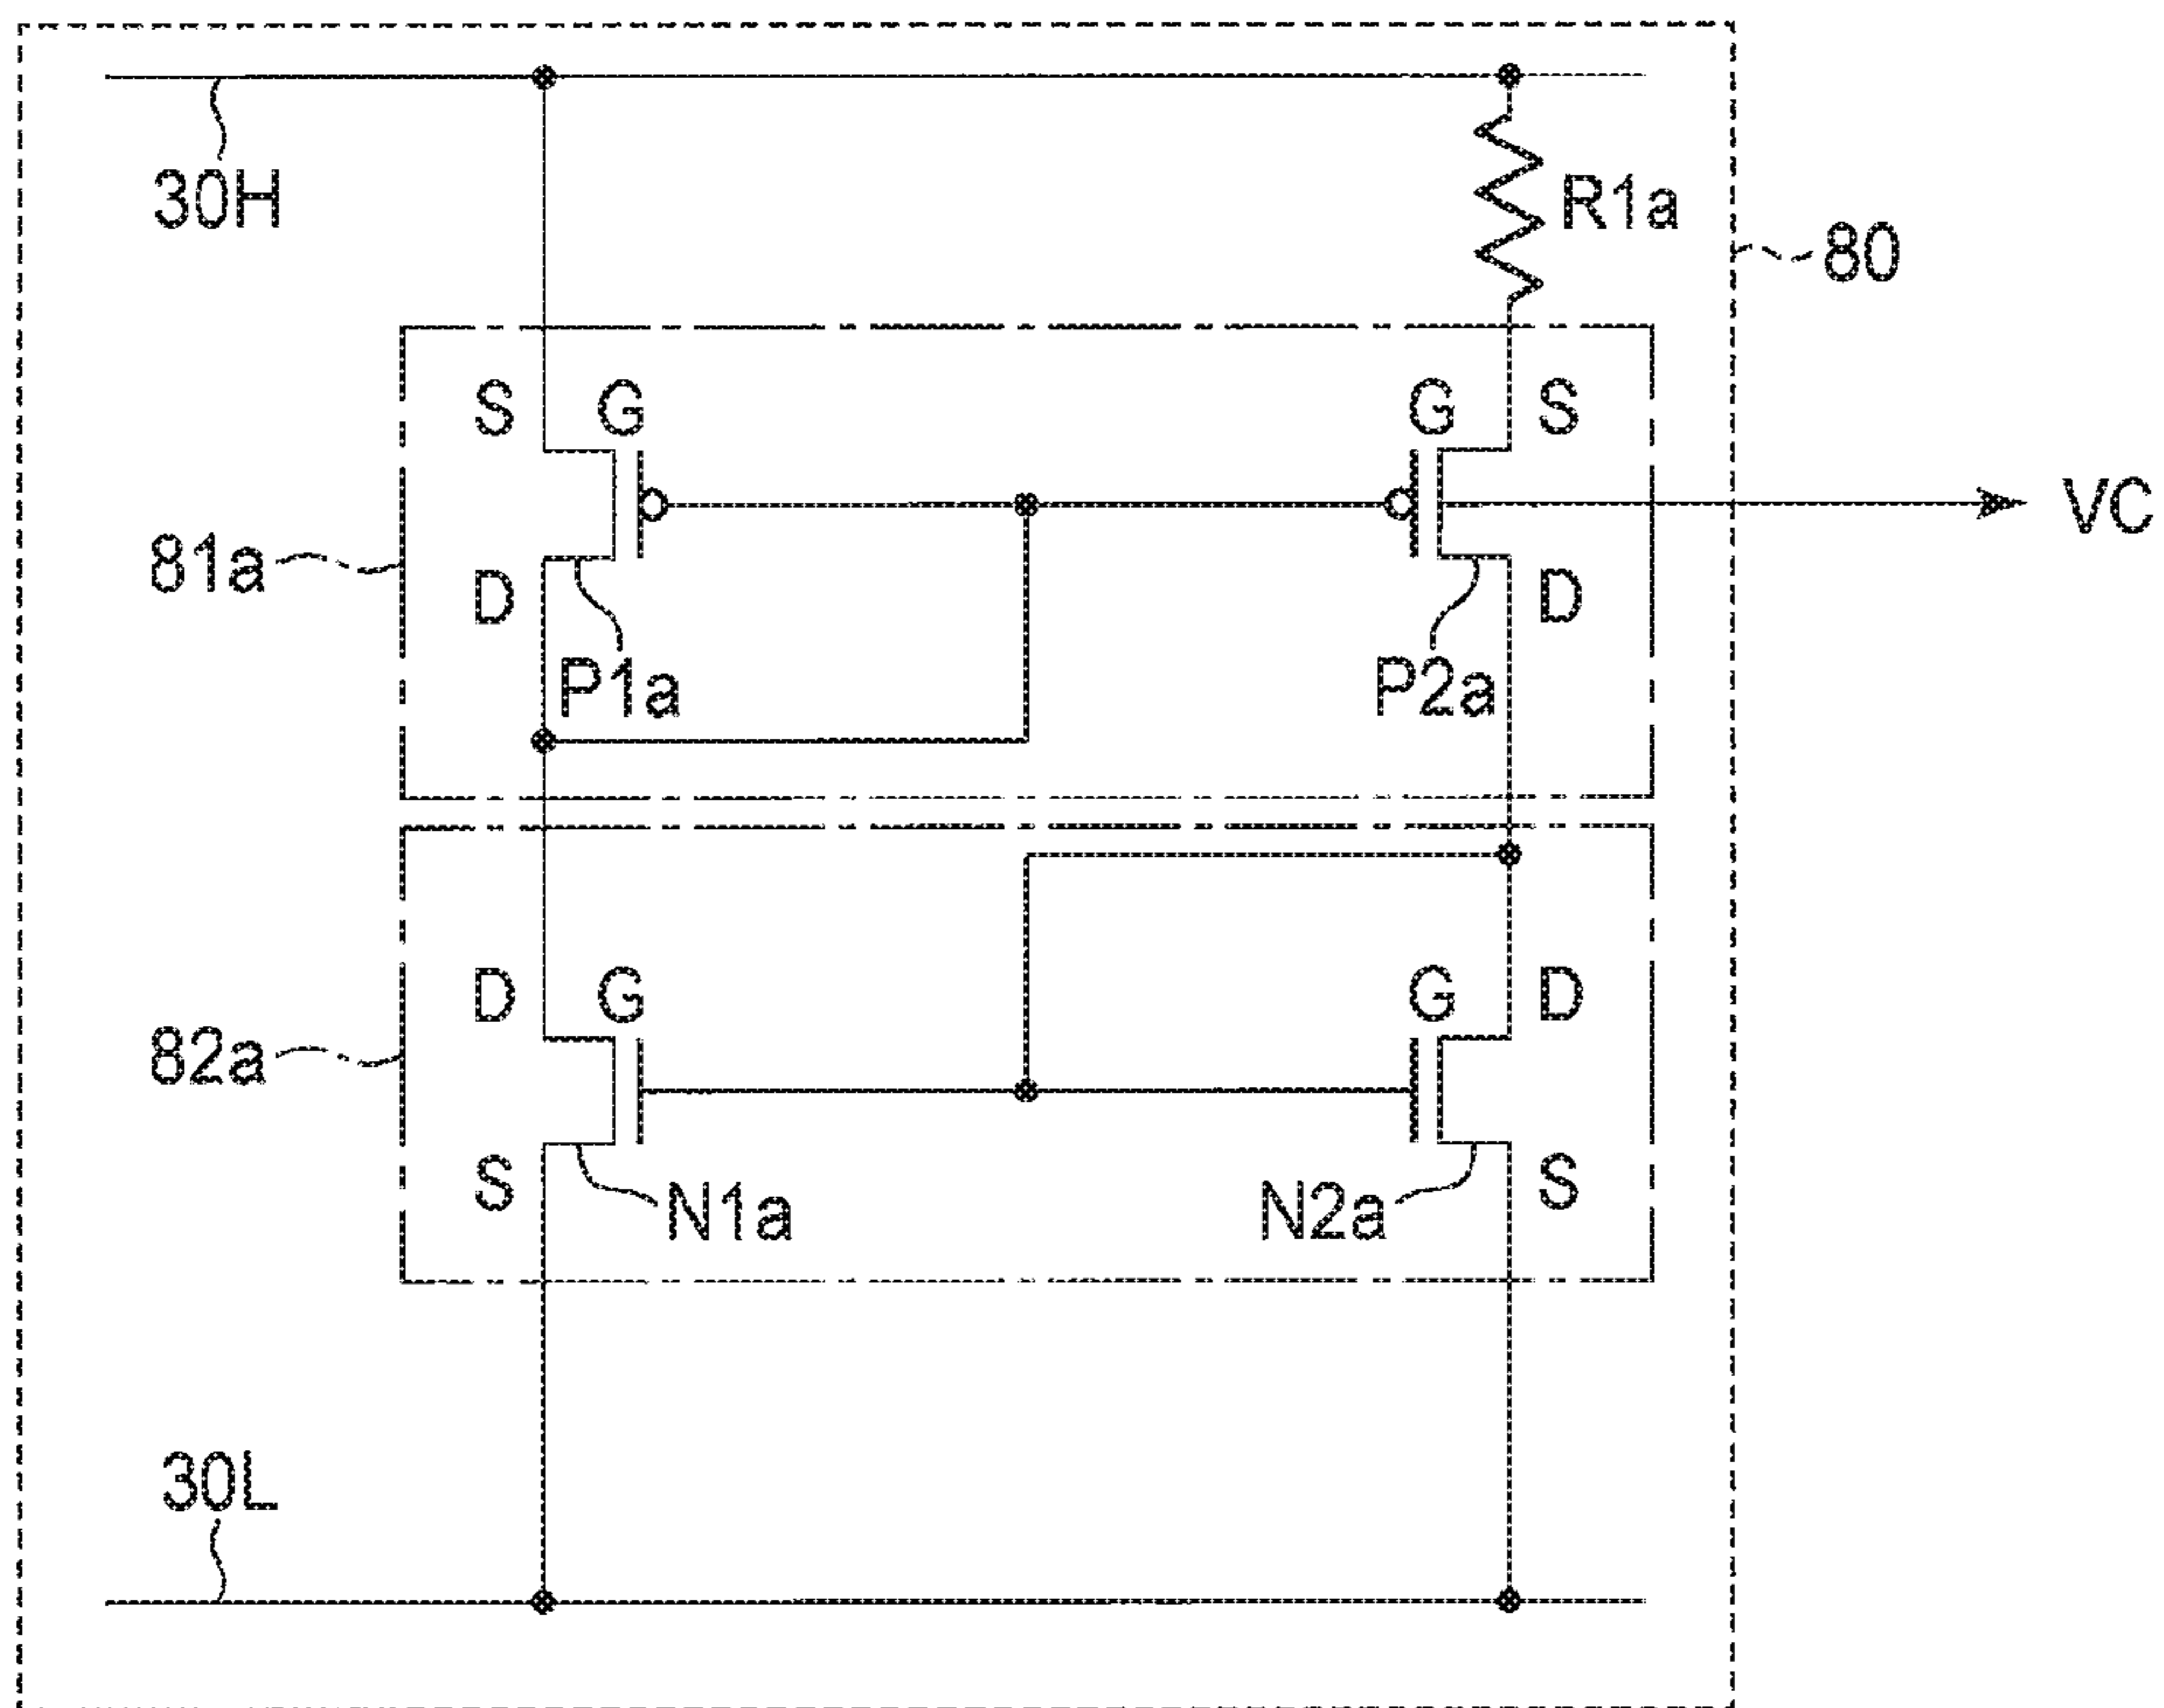 30H
R1a
80
S G G S
VC
81a
D D
P1a P2a
D G G D
82a
S S
N1a N2a
30L